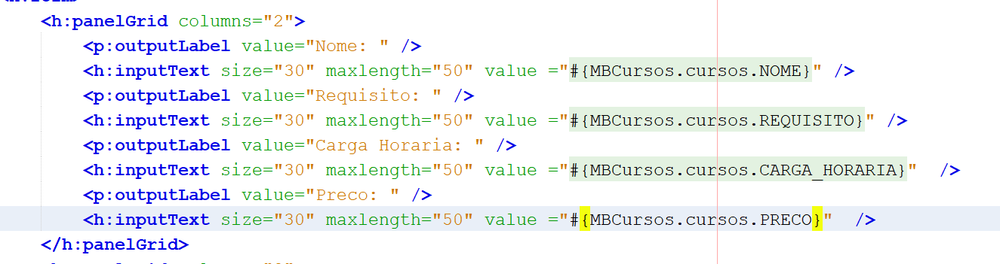 <h:panelGrid columns="2">
<p:outputLabel value="Nome: " />
<h:inputText size="30" maxlength="50" value ="#{MBCursos.cursos.NOME}" />
<p:outputLabel value="Requisito: " />
<h:inputText size="30" maxlength="50" value ="#{MBCursos.cursos.REQUISITO}" />
<p:outputLabel value="Carga Horaria: " />
<h:inputText size="30" maxlength="50" value ="#{MBCursos.cursos.CARGA_HORARIA}"  />
<p:outputLabel value="Preco: " />
<h:inputText size="30" maxlength="50" value ="#{MBCursos.cursos.PRECO}"  />
</h:panelGrid>